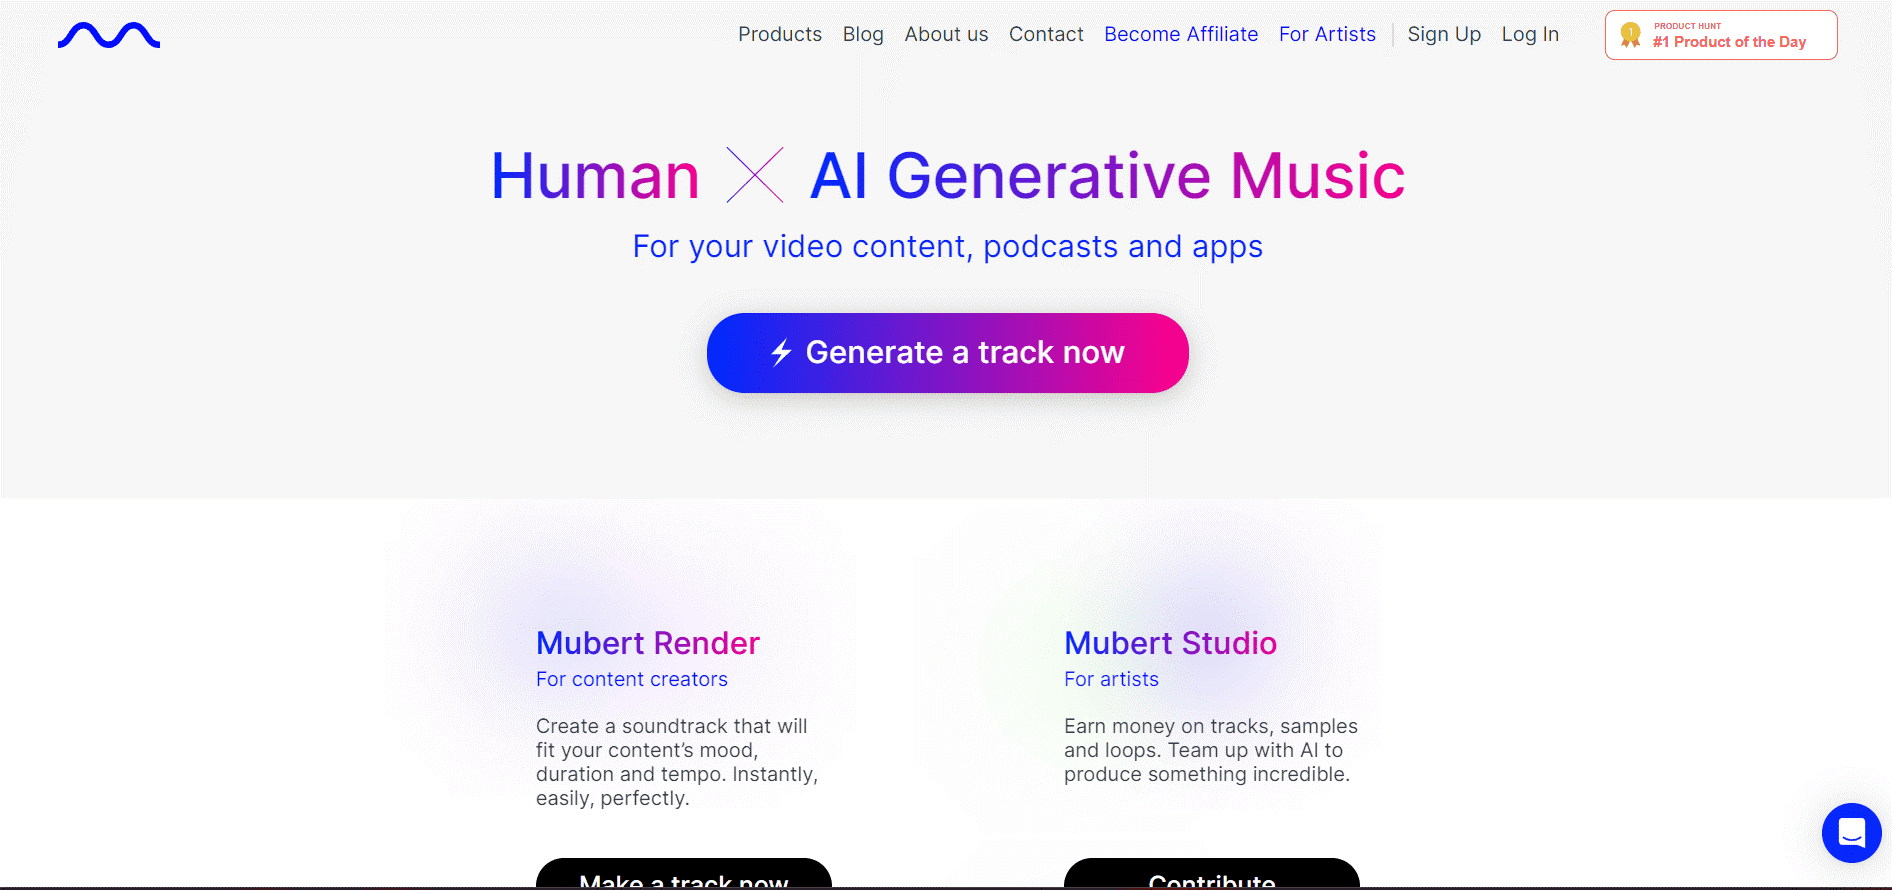 Products Blog About us Contact Become Affiliate For Artists Sign Up Log In
1 PRODUCT HUNT
#1 Product of the Day
Human AI Generative Music
For your video content, podcasts and apps
Generate a track now
Mubert Render
For content creators
Create a soundtrack that will
fit your content’s mood,
duration and tempo. Instantly,
easily, perfectly.
Make a track now
Mubert Studio
For artists
Earn money on tracks, samples
and loops. Team up with AI to
produce something incredible.
Contribute